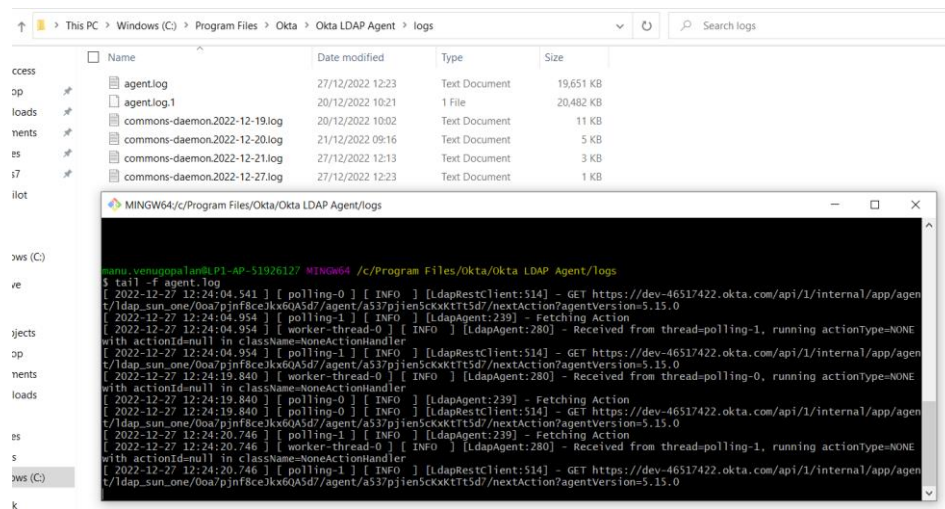 This PC > Windows (C:) > Program Files > Okta > Okta LDAP Agent > logs
Search logs
Name Date modified Type Size
agent.log 27/12/2022 12:23 Text Document 19,651 KB
agent.log.1 20/12/2022 10:21 1 File 20,482 KB
commons-daemon.2022-12-19.log 20/12/2022 10:02 Text Document 11 KB
commons-daemon.2022-12-20.log 21/12/2022 09:16 Text Document 5 KB
commons-daemon.2022-12-21.log 27/12/2022 12:13 Text Document 3 KB
commons-daemon.2022-12-27.log 27/12/2022 12:23 Text Document 1 KB
ccess
op
loads
ments
es
s7
ilot
ows (C:)
ve
ojects
op
ments
loads
es
s
ows (C:)
k
MINGW64:/c/Program Files/Okta/Okta LDAP Agent/logs
manu.venugopalan@LP1-AP-51926127 MINGW64 /c/Program Files/Okta/Okta LDAP Agent/logs
$ tail -f agent.log
[ 2022-12-27 12:24:04.541 ] [ polling-0 ] [ INFO  ] [LdapRestClient:514] - GET https://dev-46517422.okta.com/api/1/internal/app/agen
t/ldap_sun_one/0oa7pjnf8ceJkx6QA5d7/agent/a537pjien5cKxKtTt5d7/nextAction?agentVersion=5.15.0
[ 2022-12-27 12:24:04.954 ] [ polling-1 ] [ INFO  ] [LdapAgent:239] - Fetching Action
[ 2022-12-27 12:24:04.954 ] [ worker-thread-0 ] [ INFO  ] [LdapAgent:280] - Received from thread=polling-1, running actionType=NONE
with actionId=null in className=NoneActionHandler
[ 2022-12-27 12:24:04.954 ] [ polling-1 ] [ INFO  ] [LdapRestClient:514] - GET https://dev-46517422.okta.com/api/1/internal/app/agen
t/ldap_sun_one/0oa7pjnf8ceJkx6QA5d7/agent/a537pjien5cKxKtTt5d7/nextAction?agentVersion=5.15.0
[ 2022-12-27 12:24:19.840 ] [ worker-thread-0 ] [ INFO  ] [LdapAgent:280] - Received from thread=polling-0, running actionType=NONE
with actionId=null in className=NoneActionHandler
[ 2022-12-27 12:24:19.840 ] [ polling-0 ] [ INFO  ] [LdapAgent:239] - Fetching Action
[ 2022-12-27 12:24:19.840 ] [ polling-0 ] [ INFO  ] [LdapRestClient:514] - GET https://dev-46517422.okta.com/api/1/internal/app/agen
t/ldap_sun_one/0oa7pjnf8ceJkx6QA5d7/agent/a537pjien5cKxKtTt5d7/nextAction?agentVersion=5.15.0
[ 2022-12-27 12:24:20.746 ] [ polling-1 ] [ INFO  ] [LdapAgent:239] - Fetching Action
[ 2022-12-27 12:24:20.746 ] [ worker-thread-0 ] [ INFO  ] [LdapAgent:280] - Received from thread=polling-1, running actionType=NONE
with actionId=null in className=NoneActionHandler
[ 2022-12-27 12:24:20.746 ] [ polling-1 ] [ INFO  ] [LdapRestClient:514] - GET https://dev-46517422.okta.com/api/1/internal/app/agen
t/ldap_sun_one/0oa7pjnf8ceJkx6QA5d7/agent/a537pjien5cKxKtTt5d7/nextAction?agentVersion=5.15.0